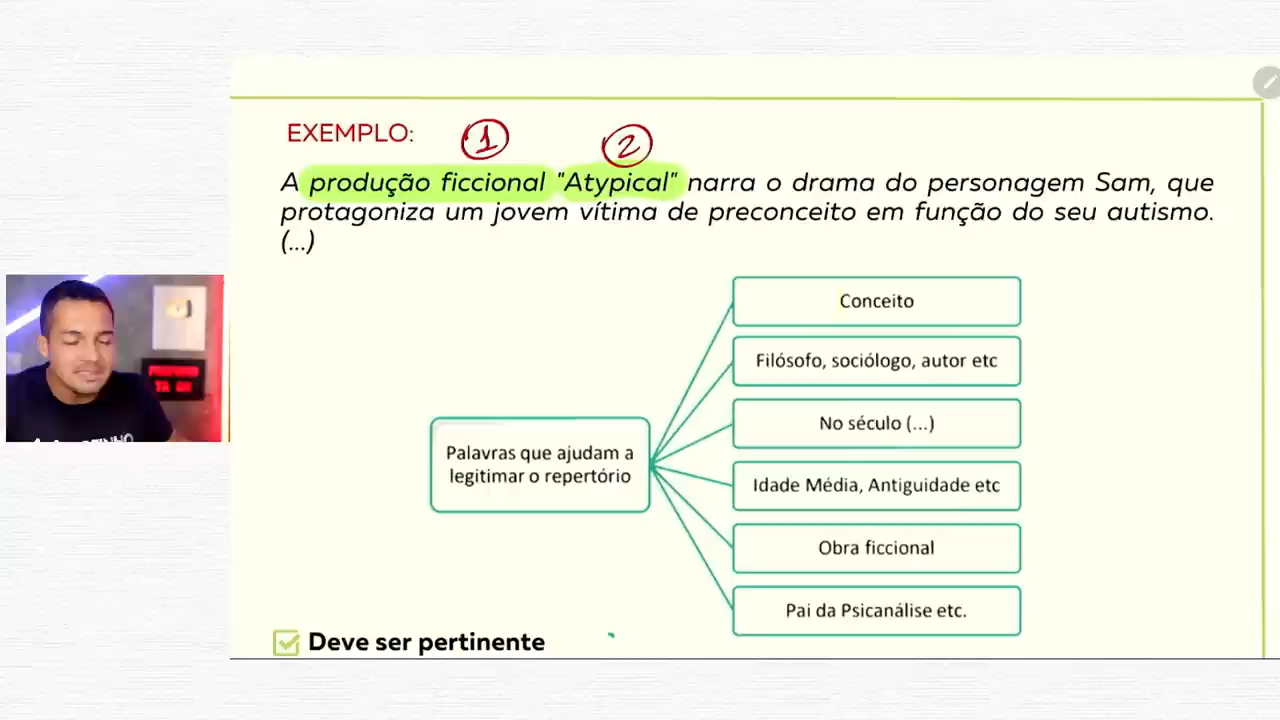 EXEMPLO:
1 2
A produção ficcional "Atypical" narra o drama do personagem Sam, que
protagoniza um jovem vítima de preconceito em função do seu autismo.
(...)
Conceito
Filósofo, sociólogo, autor etc
No século (...)
Palavras que ajudam a
legitimar o repertório
Idade Média, Antiguidade etc
Obra ficcional
Pai da Psicanálise etc.
Deve ser pertinente